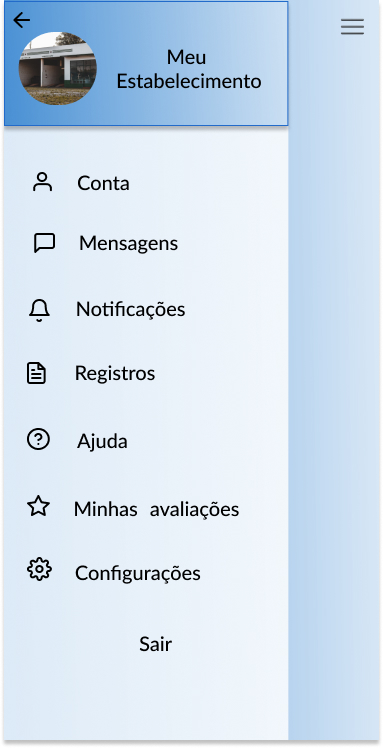 Meu
Estabelecimento
Conta
Mensagens
Notificações
Registros
Ajuda
Minhas avaliações
Configurações
Sair